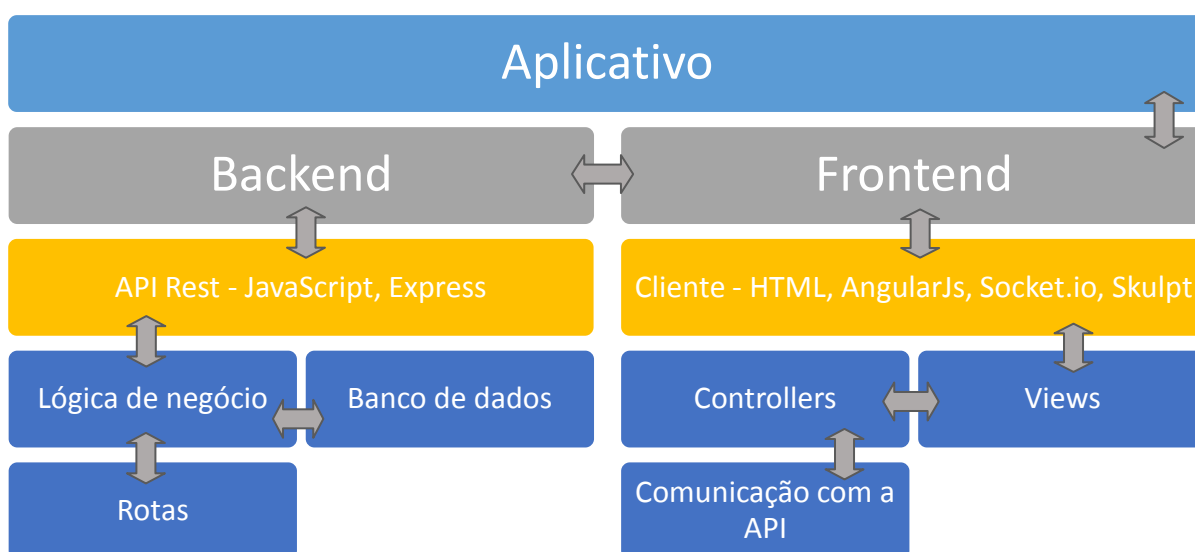 Aplicativo
Backend
Frontend
API Rest - JavaScript, Express
Cliente - HTML, AngularJs, Socket.io, Skulpt
Lógica de negócio
Banco de dados
Controllers
Views
Rotas
Comunicação com a
API